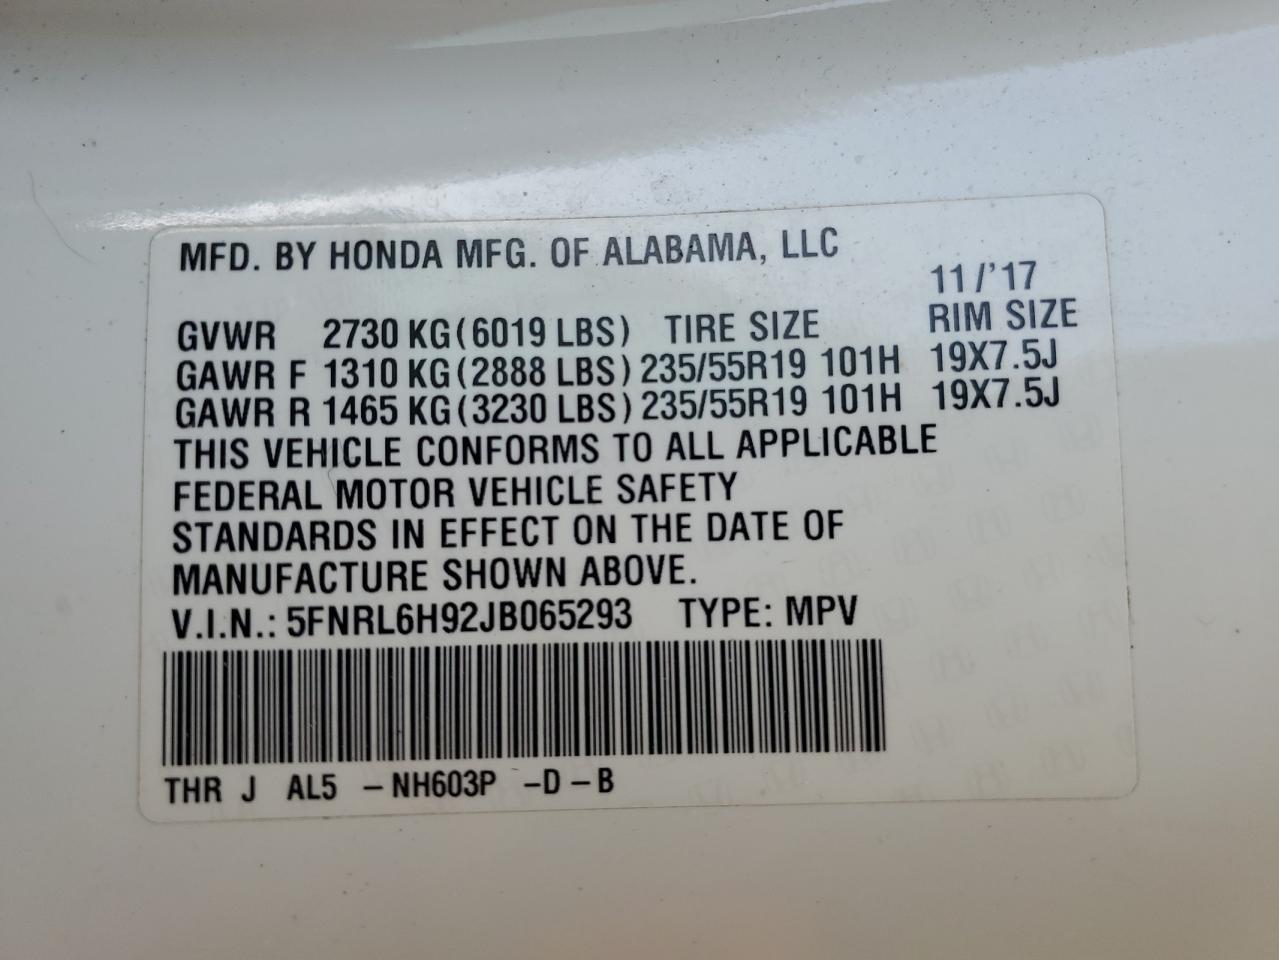 MFD. BY HONDA MFG. OF ALABAMA, LLC
11/'17
GVWR 2730 KG(6019 LBS) TIRE SIZE RIM SIZE
GAWR F 1310 KG(2888 LBS) 235/55R19 101H 19X7.5J
GAWR R 1465 KG(3230 LBS) 235/55R19 101H 19X7.5J
THIS VEHICLE CONFORMS TO ALL APPLICABLE
FEDERAL MOTOR VEHICLE SAFETY
STANDARDS IN EFFECT ON THE DATE OF
MANUFACTURE SHOWN ABOVE.
V.I.N.: 5FNRL6H92JB065293 TYPE: MPV
THR J AL5 -NH603P -D-B